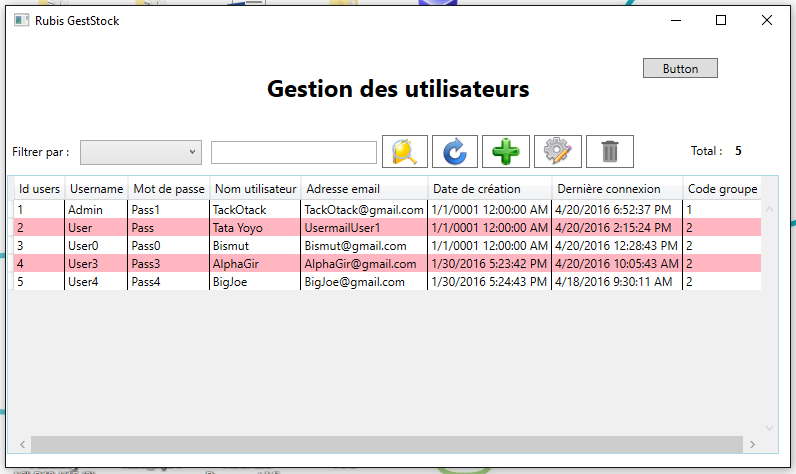 Rubis GestStock
Button
Gestion des utilisateurs
Filtrer par :
Total : 5
Id users Username Mot de passe Nom utilisateur Adresse email Date de création Dernière connexion Code groupe
1 Admin Pass1 TackOtack TackOtack@gmail.com 1/1/0001 12:00:00 AM 4/20/2016 6:52:37 PM 1
2 User Pass Tata Yoyo UsermailUser1 1/1/0001 12:00:00 AM 4/20/2016 2:15:24 PM 2
3 User0 Pass0 Bismut Bismut@gmail.com 1/1/0001 12:00:00 AM 4/20/2016 12:28:43 PM 2
4 User3 Pass3 AlphaGir AlphaGir@gmail.com 1/30/2016 5:23:42 PM 4/20/2016 10:05:43 AM 2
5 User4 Pass4 BigJoe BigJoe@gmail.com 1/30/2016 5:24:43 PM 4/18/2016 9:30:11 AM 2